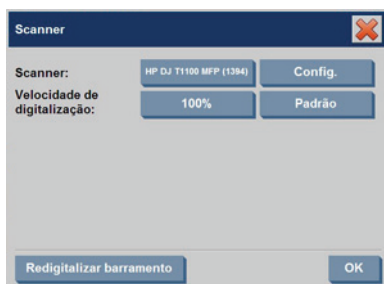 Scanner
Scanner:
HP DJ T1100 MFP (1394)
Config.
Velocidade de
digitalização:
100%
Padrão
Redigitalizar barramento
OK